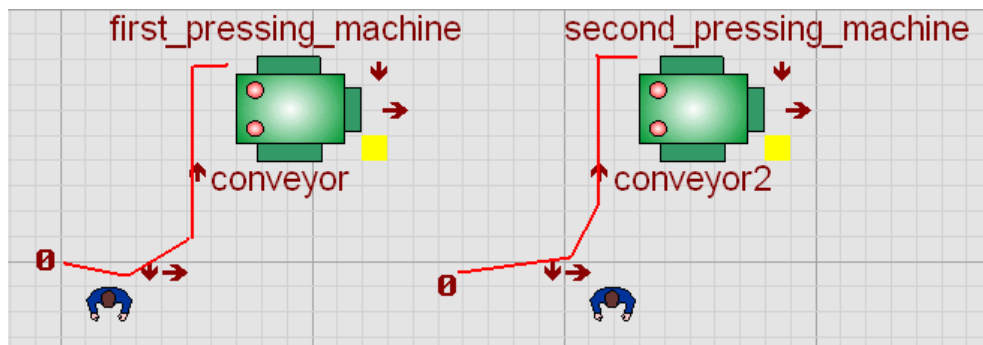 first_pressing_machine
second_pressing_machine
conveyor
conveyor2
0
0